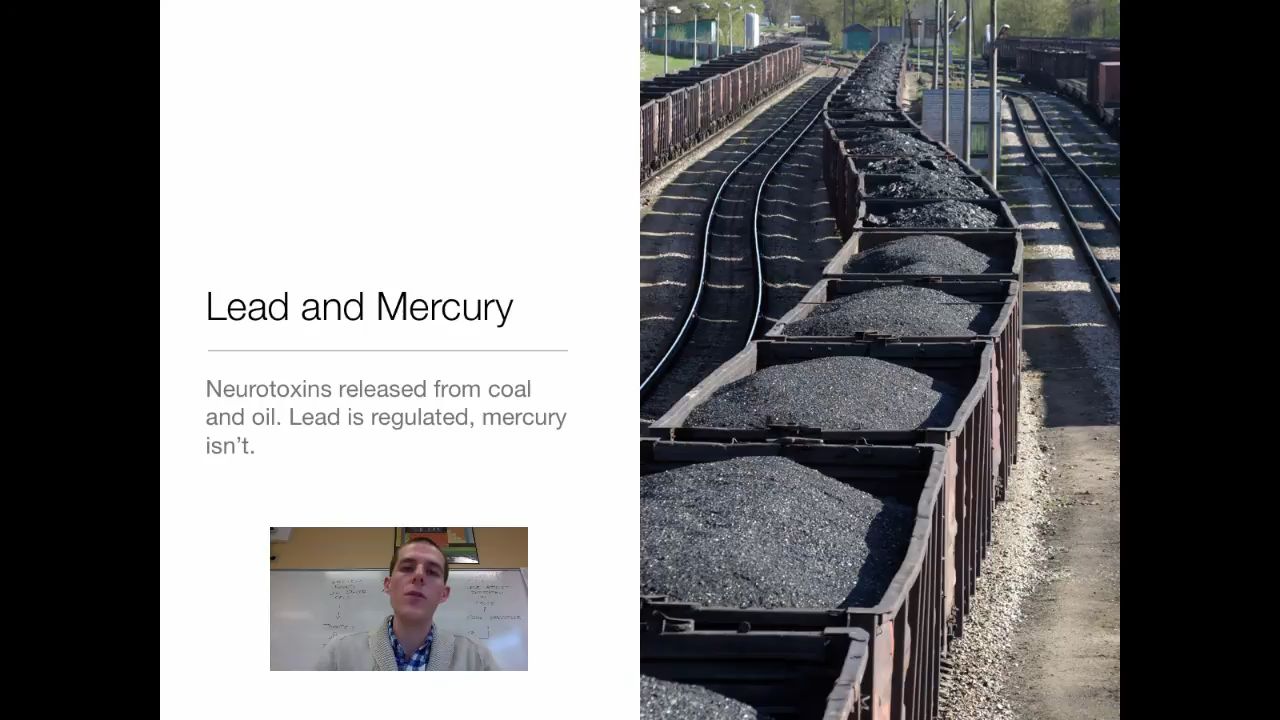 Lead and Mercury
Neurotoxins released from coal
and oil. Lead is regulated, mercury
isn't.